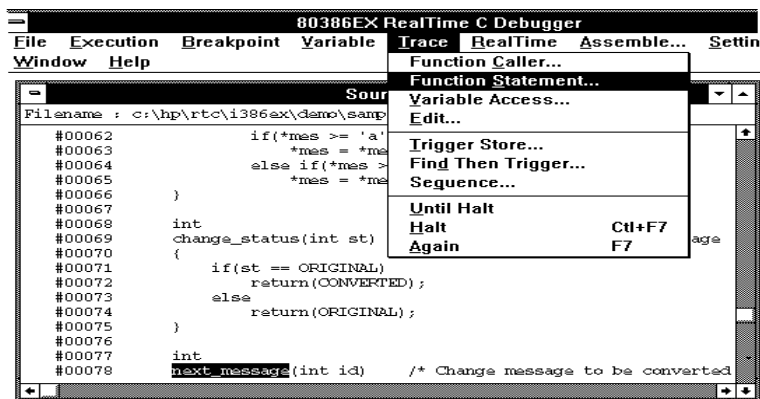 80386EX RealTime C Debugger
File Execution Breakpoint Variable Trace RealTime Assemble... Settin
Window Help
Function Caller...
Function Statement...
Variable Access...
Edit...
Trigger Store...
Find Then Trigger...
Sequence...
Until Halt
Halt Ctl+F7
Again F7
Sour
Filename : c:\hp\rtc\i386ex\demo\samp
#00062 if(*mes >= 'a'
#00063 *mes = *me
#00064 else if(*mes >
#00065 *mes = *me
#00066 }
#00067
#00068 int
#00069 change_status(int st) age
#00070 {
#00071 if(st == ORIGINAL)
#00072 return(CONVERTED);
#00073 else
#00074 return(ORIGINAL);
#00075 }
#00076
#00077 int
#00078 next_message(int id) /* Change message to be converted